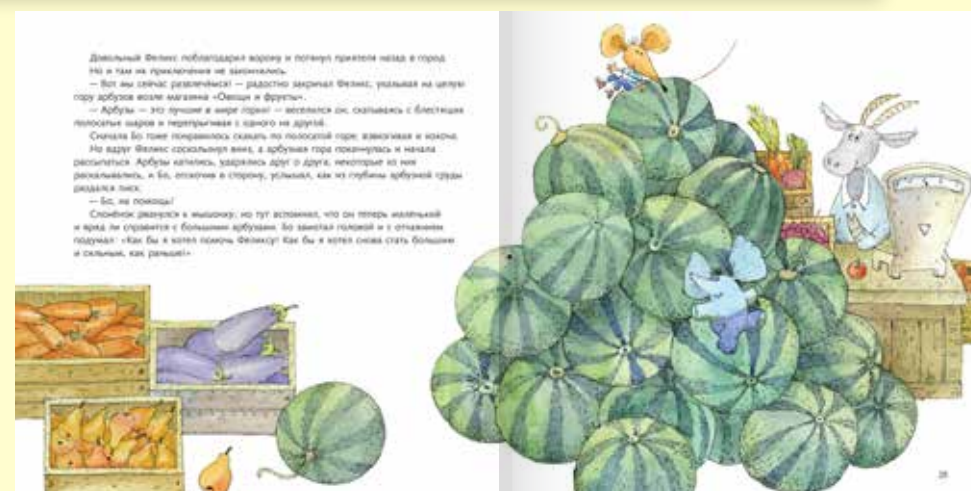 Довольный Феликс поблагодарил ворону и потянул приятеля назад в город.
Но и там их приключения не закончились.
— Вот мы сейчас развлечёмся! — радостно закричал Феликс, указывая на целую
гору арбузов возле магазина «Овощи и фрукты».
— Арбузы — это лучшие в мире горки! — веселился он, скатываясь с блестящих
полосатых шаров и перепрыгивая с одного на другой.
Сначала Бо тоже понравилось скакать по полосатой горе, взвизгивая и хохоча.
Но вдруг Феликс соскользнул вниз, а арбузная гора покачнулась и начала
рассыпаться. Арбузы катились, ударялись друг о друга, некоторые из них
раскалывались, и Бо, отскочив в сторону, услышал, как из глубины арбузной груды
раздался писк:
— Бо, на помощь!
Слонёнок рванулся к мышонку, но тут вспомнил, что он теперь маленький
и вряд ли справится с большими арбузами. Бо замотал головой и с отчаянием
подумал: «Как бы я хотел помочь Феликсу! Как бы я хотел снова стать большим
и сильным, как раньше!»